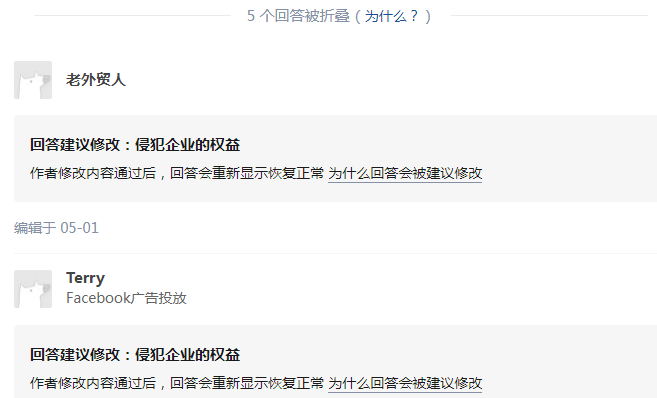 5 个回答被折叠（为什么？）
老外贸人
回答建议修改：侵犯企业的权益
作者修改内容通过后，回答会重新显示恢复正常 为什么回答会被建议修改
编辑于 05-01
Terry
Facebook广告投放
回答建议修改：侵犯企业的权益
作者修改内容通过后，回答会重新显示恢复正常 为什么回答会被建议修改